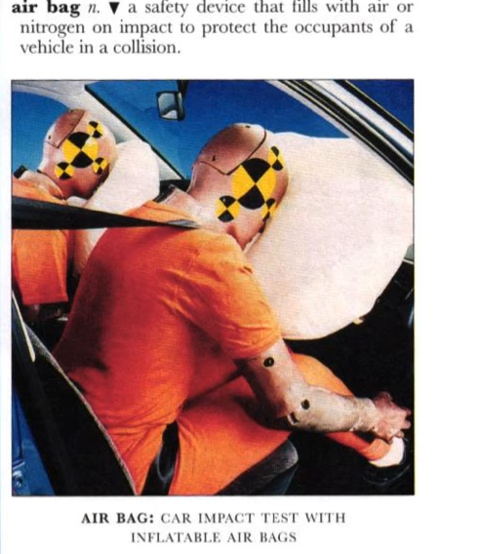 air bag n. ▼ a safety device that fills with air or
nitrogen on impact to protect the occupants of a
vehicle in a collision.
AIR BAG: CAR IMPACT TEST WITH
INFLATABLE AIR BAGS